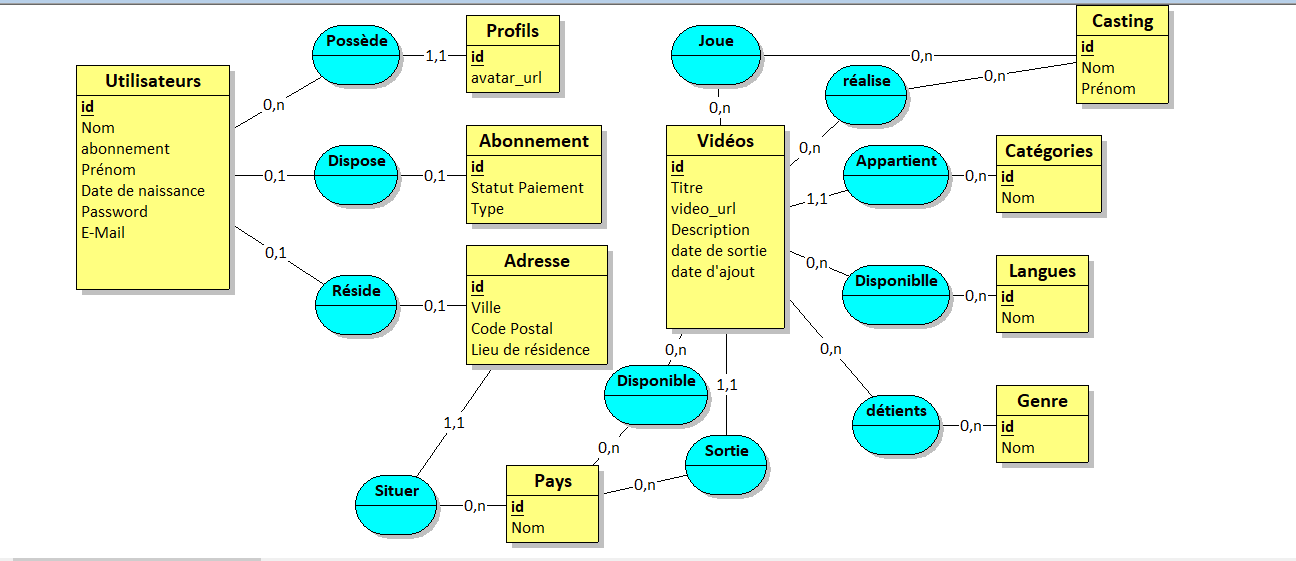 Utilisateurs
id
Nom
abonnement
Prénom
Date de naissance
Password
E-Mail
Possède
0,n
1,1
Profils
id
avatar_url
Dispose
0,1
0,1
Abonnement
id
Statut Paiement
Type
Réside
0,1
0,1
Adresse
id
Ville
Code Postal
Lieu de résidence
Situer
1,1
0,n
Pays
id
Nom
Disponible
0,n
0,n
Sortie
1,1
0,n
Vidéos
id
Titre
video_url
Description
date de sortie
date d'ajout
Joue
0,n
0,n
réalise
0,n
0,n
Casting
id
Nom
Prénom
Appartient
1,1
0,n
Catégories
id
Nom
Disponiblle
0,n
0,n
Langues
id
Nom
détients
0,n
0,n
Genre
id
Nom